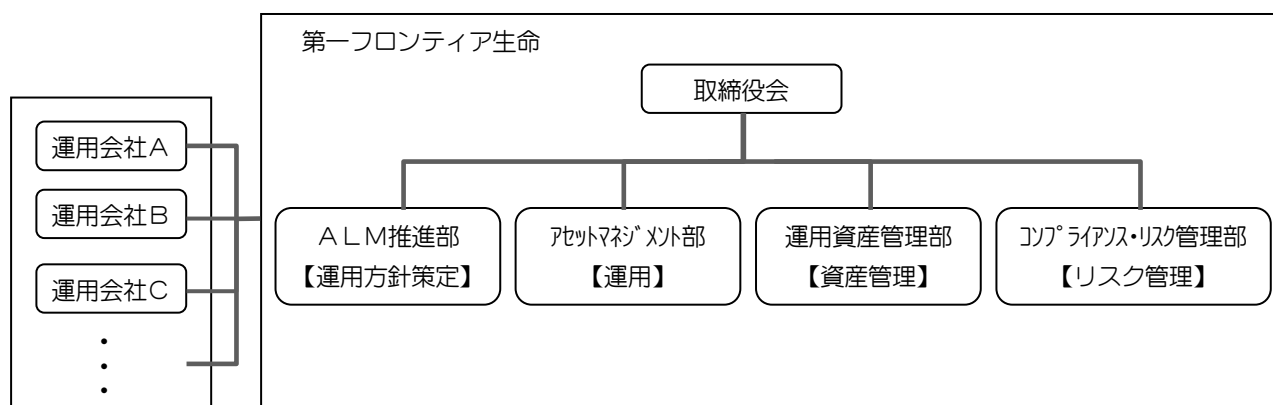 第一フロンティア生命
取締役会
運用会社A
運用会社B
運用会社C
・
・
・
ALM推進部
【運用方針策定】
アセットマネジメント部
【運用】
運用資産管理部
【資産管理】
コンプライアンス・リスク管理部
【リスク管理】